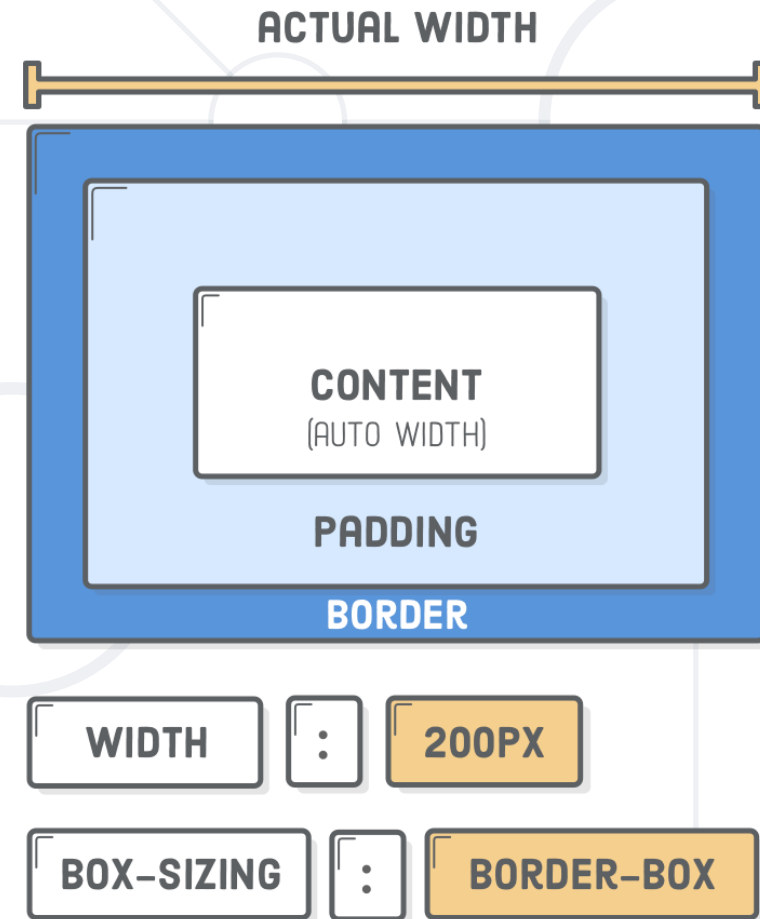 ACTUAL WIDTH
CONTENT
(AUTO WIDTH)
PADDING
BORDER
WIDTH : 200PX
BOX-SIZING : BORDER-BOX